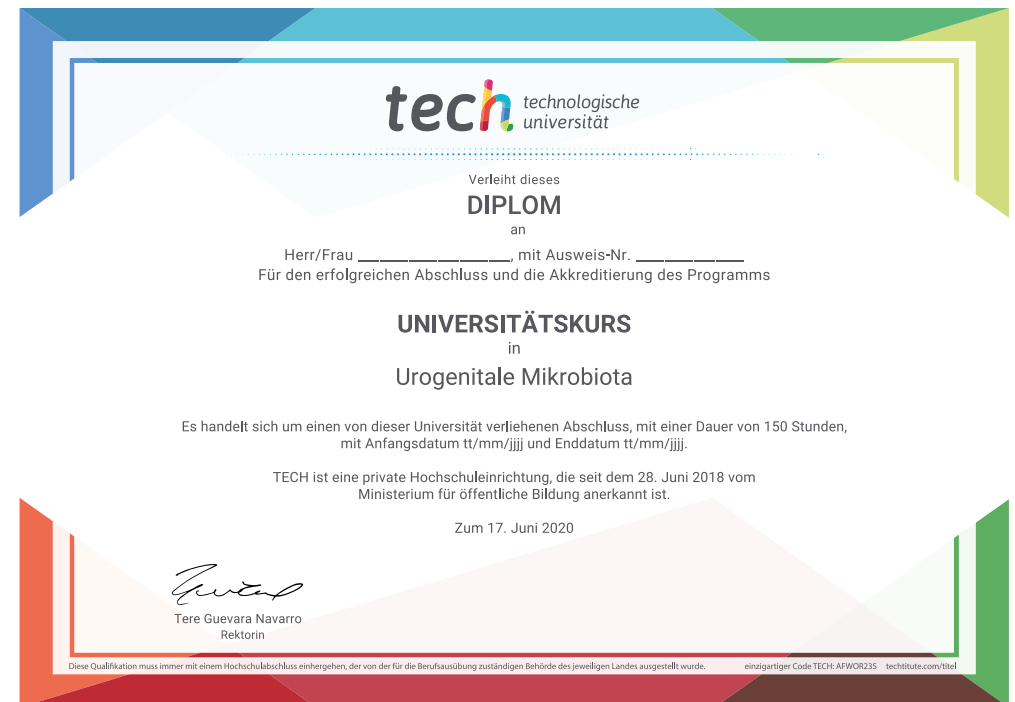 tech technologische
universität
Verleiht dieses
DIPLOM
an
Herr/Frau ____________________, mit Ausweis-Nr. ______________
Für den erfolgreichen Abschluss und die Akkreditierung des Programms
UNIVERSITÄTSKURS
in
Urogenitale Mikrobiota
Es handelt sich um einen von dieser Universität verliehenen Abschluss, mit einer Dauer von 150 Stunden,
mit Anfangsdatum tt/mm/jjjj und Enddatum tt/mm/jjjj.
TECH ist eine private Hochschuleinrichtung, die seit dem 28. Juni 2018 vom
Ministerium für öffentliche Bildung anerkannt ist.
Zum 17. Juni 2020
Tere Guevara Navarro
Rektorin
Diese Qualifikation muss immer mit einem Hochschulabschluss einhergehen, der von der für die Berufsausübung zuständigen Behörde des jeweiligen Landes ausgestellt wurde. einzigartiger Code TECH: AFWOR23S techtitute.com/titel